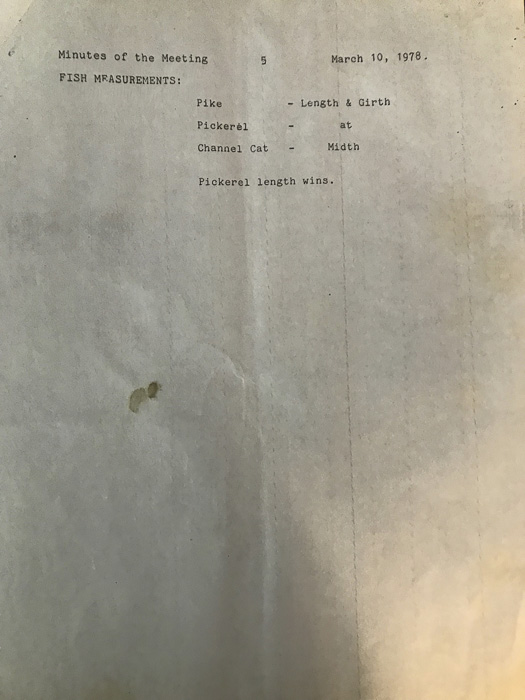 Minutes of the Meeting 5 March 10, 1978.
FISH MEASUREMENTS:
Pike - Length & Girth
Pickerel - at
Channel Cat - Midth
Pickerel length wins.